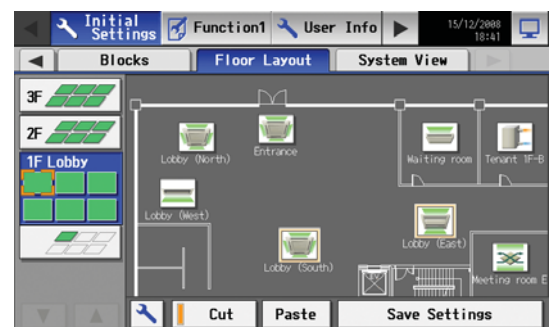 Initial
Settings
Function1
User Info
15/12/2008
18:41
Blocks
Floor Layout
System View
3F
2F
1F Lobby
Lobby (North)
Entrance
Waiting room
Tenant 1F-B
Lobby (West)
Lobby (South)
Lobby (East)
Meeting room E
Cut
Paste
Save Settings